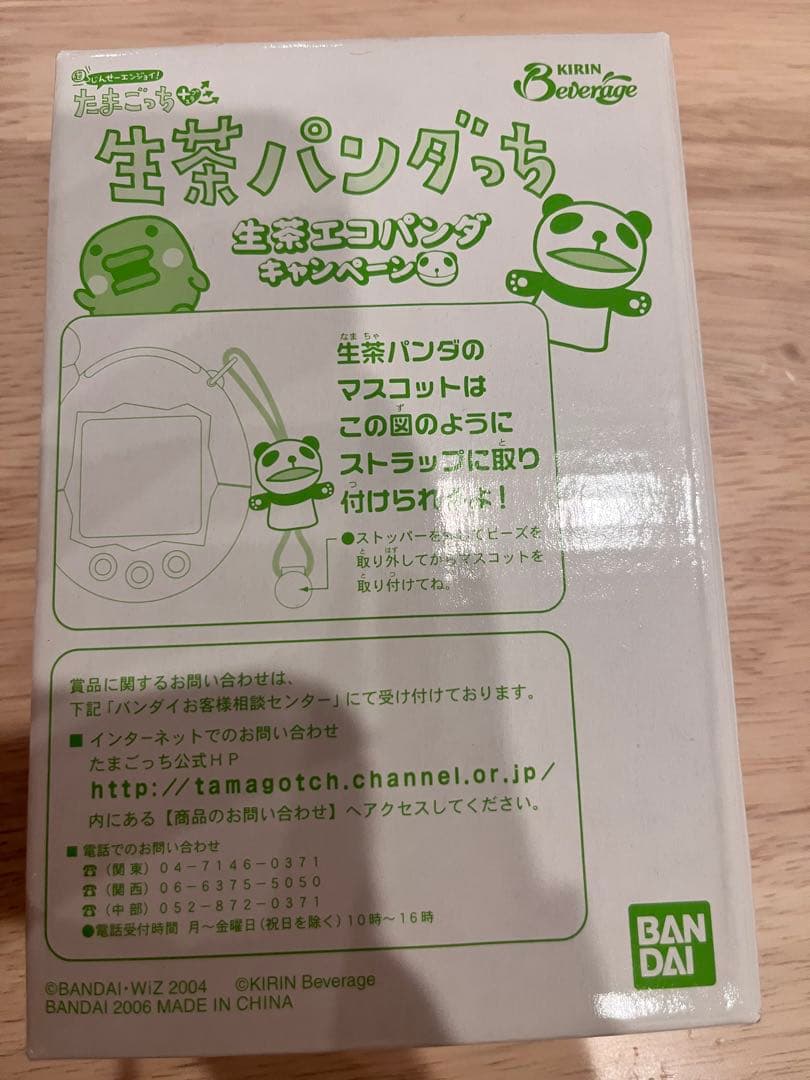 超じんせーエンジョイ!
たまごっち+
KIRIN
Beverage
生茶パンダっち
生茶エコパンダ
キャンペーン
なま ちゃ
生茶パンダの
マスコットは
ず
この図のように
と
ストラップに取り
つ
付けられるよ!
●ストッパーを てビーズを
と はず
取り外してからマスコットを
と つ
取り付けてね。
賞品に関するお問い合わせは、
下記「バンダイお客様相談センター」にて受け付けております。
■ インターネットでのお問い合わせ
たまごっち公式HP
http://tamagotch.channel.or.jp/
内にある【商品のお問い合わせ】へアクセスしてください。
■ 電話でのお問い合わせ
☎(関東)04-7146-0371
☎(関西)06-6375-5050
☎(中部)052-872-0371
●電話受付時間 月~金曜日(祝日を除く)10時~16時
©BANDAI・WiZ 2004 ©KIRIN Beverage
BANDAI 2006 MADE IN CHINA
BAN
DAI